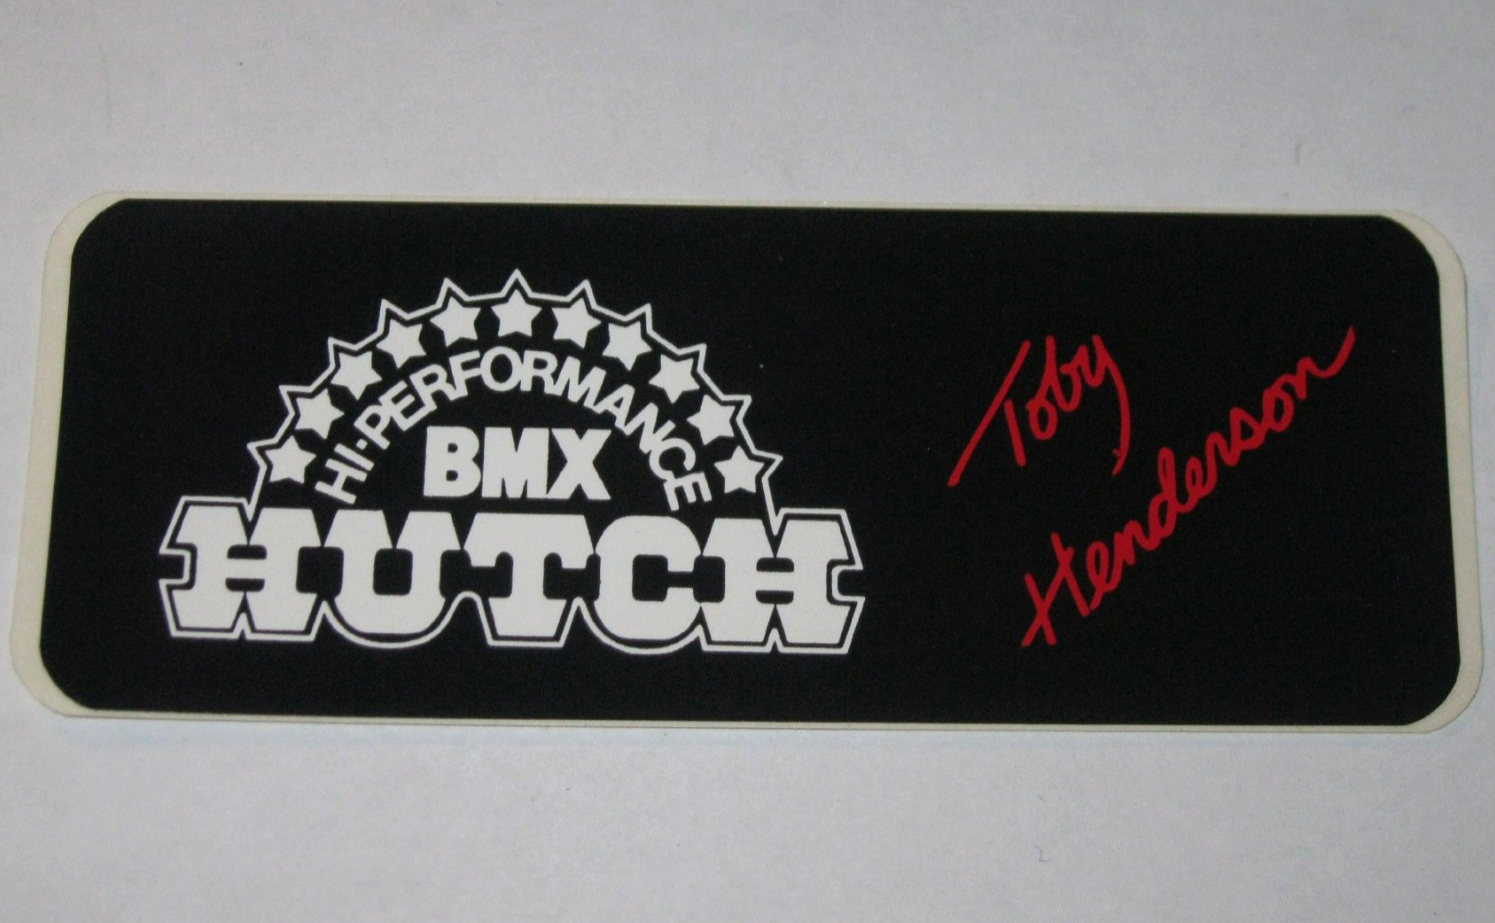 HI-PERFORMANCE
BMX
HUTCH
Toby
Henderson